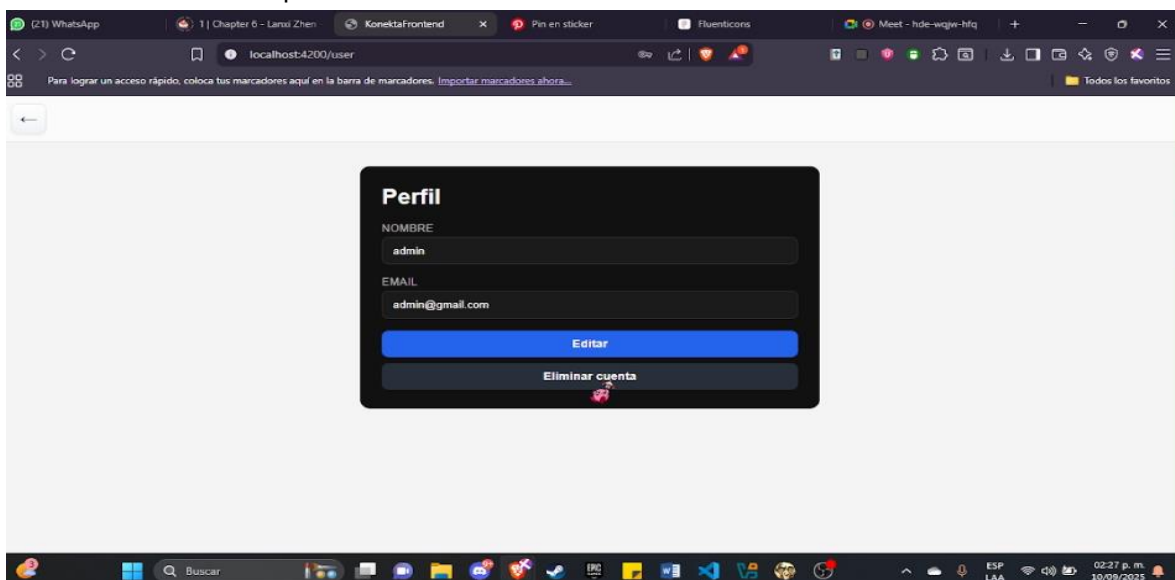 (21) WhatsApp
1 | Chapter 6 - Lanxi Zhen
KonektaFrontend
Pin en sticker
Fluenticons
Meet - hde-wqjw-hfq
localhost:4200/user
Para lograr un acceso rápido, coloca tus marcadores aquí en la barra de marcadores. Importar marcadores ahora...
Todos los favoritos
Perfil
NOMBRE
admin
EMAIL
admin@gmail.com
Editar
Eliminar cuenta
Buscar
ESP
LAA
02:27 p. m.
10/09/2025